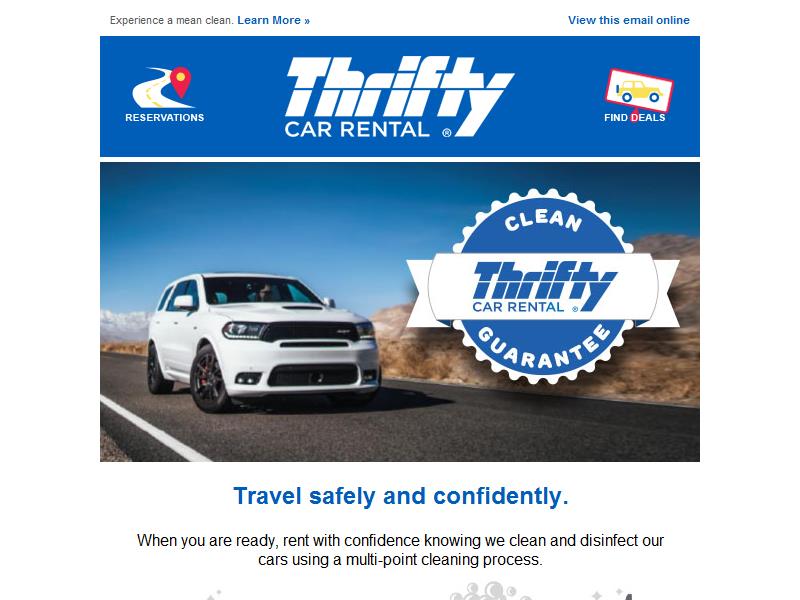 Experience a mean clean. Learn More »
View this email online
RESERVATIONS
Thrifty
CAR RENTAL ®
FIND DEALS
CLEAN
Thrifty
CAR RENTAL ®
GUARANTEE
Travel safely and confidently.
When you are ready, rent with confidence knowing we clean and disinfect our
cars using a multi-point cleaning process.